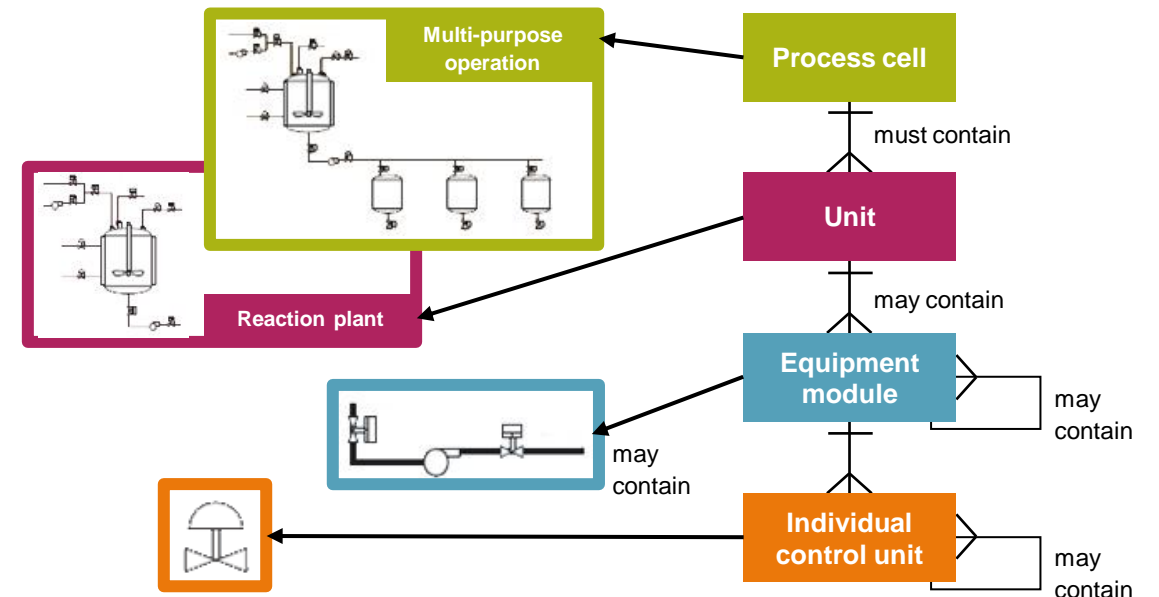 Multi-purpose
operation
Process cell
must contain
Unit
may contain
Reaction plant
Equipment
module
may
contain
may
contain
Individual
control unit
may
contain